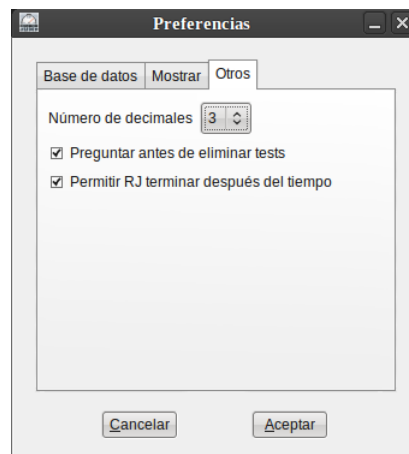 Preferencias
Base de datos Mostrar Otros
Número de decimales 3
Preguntar antes de eliminar tests
Permitir RJ terminar después del tiempo
Cancelar Aceptar